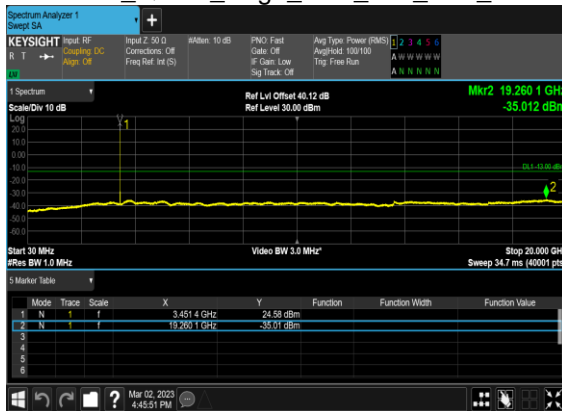 Spectrum Analyzer 1
Swept SA
+
KEYSIGHT Input: RF Input Z: 50 Ω #Atten: 10 dB PNO: Fast Avg Type: Power (RMS) 1 2 3 4 5 6
R T Coupling: DC Corrections: Off Gate: Off Avg|Hold: 100/100 A W W W W W
Align: Off Freq Ref: Int (S) IF Gain: Low Trig: Free Run
LXI Sig Track: Off A N N N N N
1 Spectrum Ref Lvl Offset 40.12 dB Mkr2 19.260 1 GHz
Scale/Div 10 dB Ref Level 30.00 dBm -35.012 dBm
Log
20.0 1
10.0
0.00
-10.0 DL1 -13.00 dBm
-20.0 2
-30.0
-40.0
-50.0
-60.0
Start 30 MHz Video BW 3.0 MHz* Stop 20.000 GH
#Res BW 1.0 MHz Sweep 34.7 ms (40001 pts
5 Marker Table
Mode Trace Scale X Y Function Function Width Function Value
1 N 1 f 3.451 4 GHz 24.58 dBm
2 N 1 f 19.260 1 GHz -35.01 dBm
3
4
5
6
? Mar 02, 2023
4:45:51 PM